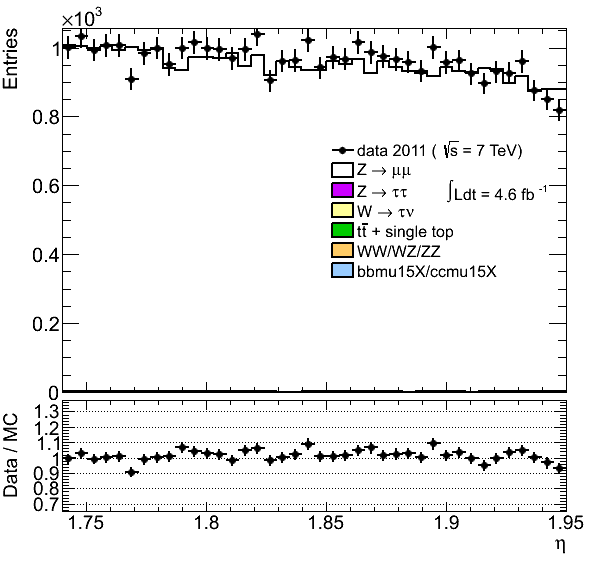 ×10³
Entries
1
0.8
0.6
0.4
0.2
0
data 2011 ( √s = 7 TeV)
Z → μμ
Z → ττ
∫Ldt = 4.6 fb⁻¹
W → τν
tt̅ + single top
WW/WZ/ZZ
bbmu15X/ccmu15X
Data / MC
1.3
1.2
1.1
1
0.9
0.8
0.7
1.75 1.8 1.85 1.9 1.95
η